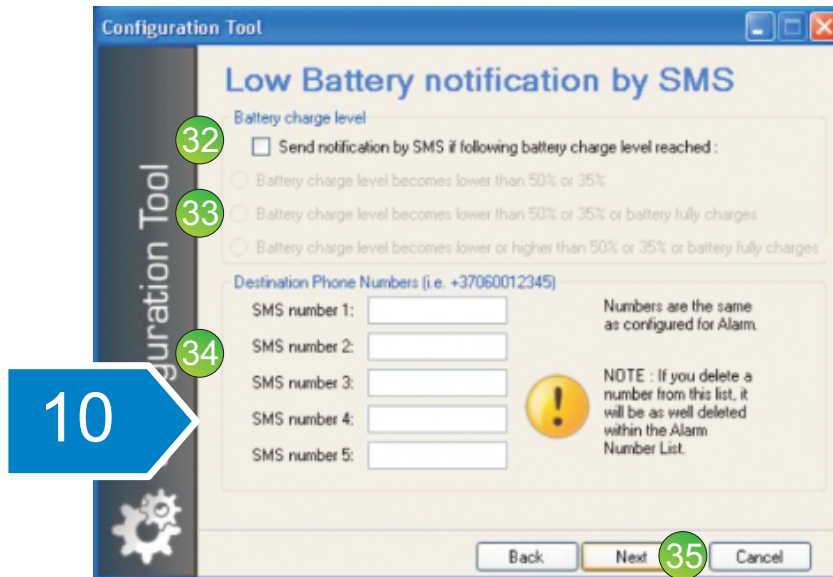 Configuration Tool
Low Battery notification by SMS
Battery charge level
32
Send notification by SMS if following battery charge level reached :
Battery charge level becomes lower than 50% or 35%
33
Battery charge level becomes lower than 50% or 35% or battery fully charges
Battery charge level becomes lower or higher than 50% or 35% or battery fully charges
Destination Phone Numbers (i.e. +37060012345)
SMS number 1:
SMS number 2:
SMS number 3:
SMS number 4:
SMS number 5:
34
Numbers are the same
as configured for Alarm.
NOTE : If you delete a
number from this list, it
will be as well deleted
within the Alarm
Number List.
guration Tool
10
Back
Next
35
Cancel